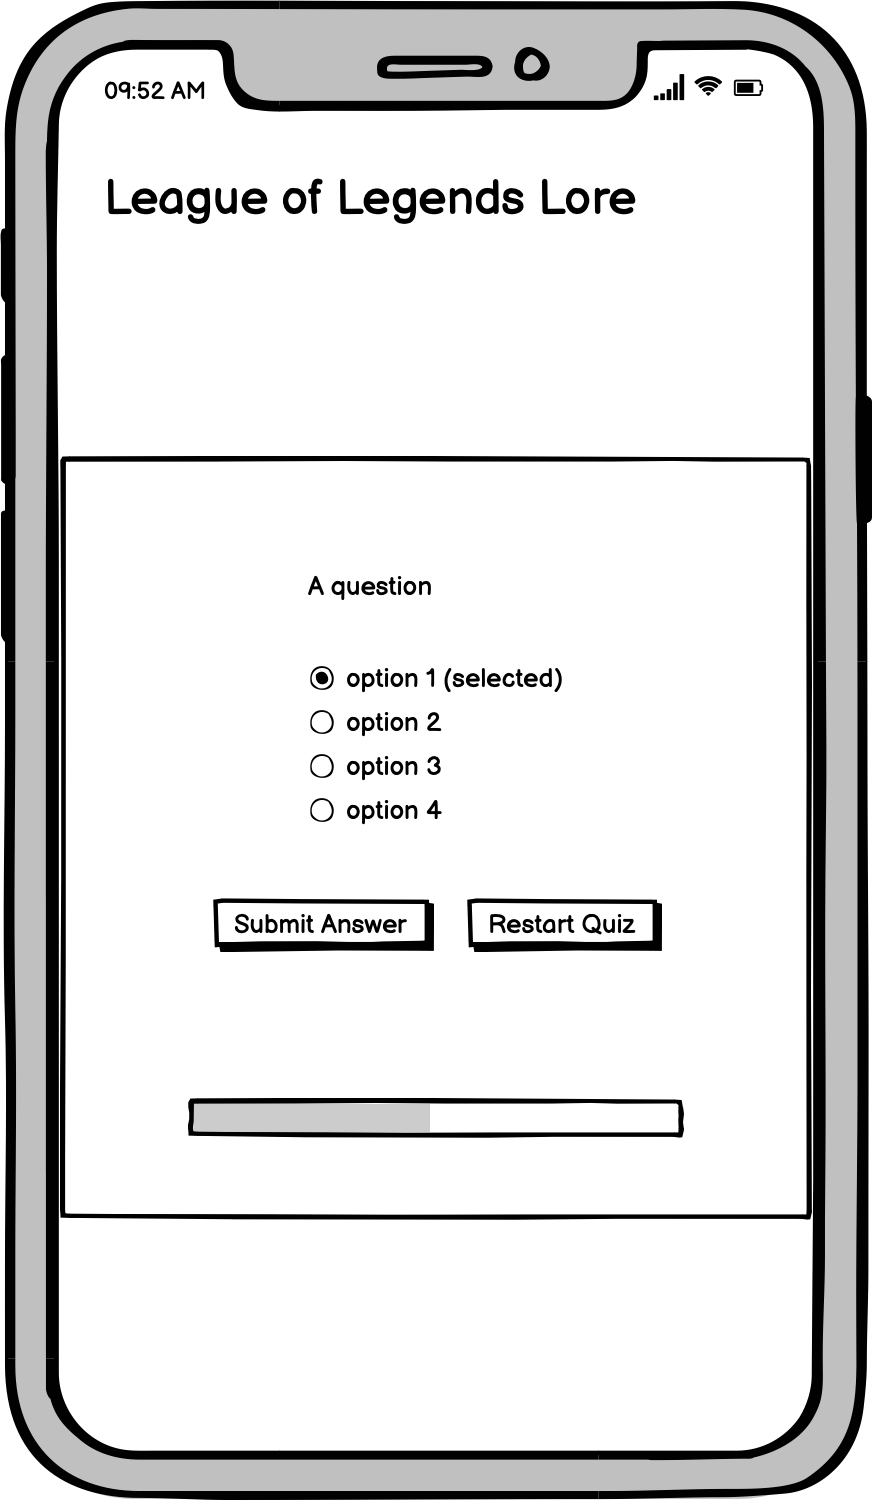 09:52 AM
League of Legends Lore
A question
option 1 (selected)
option 2
option 3
option 4
Submit Answer
Restart Quiz